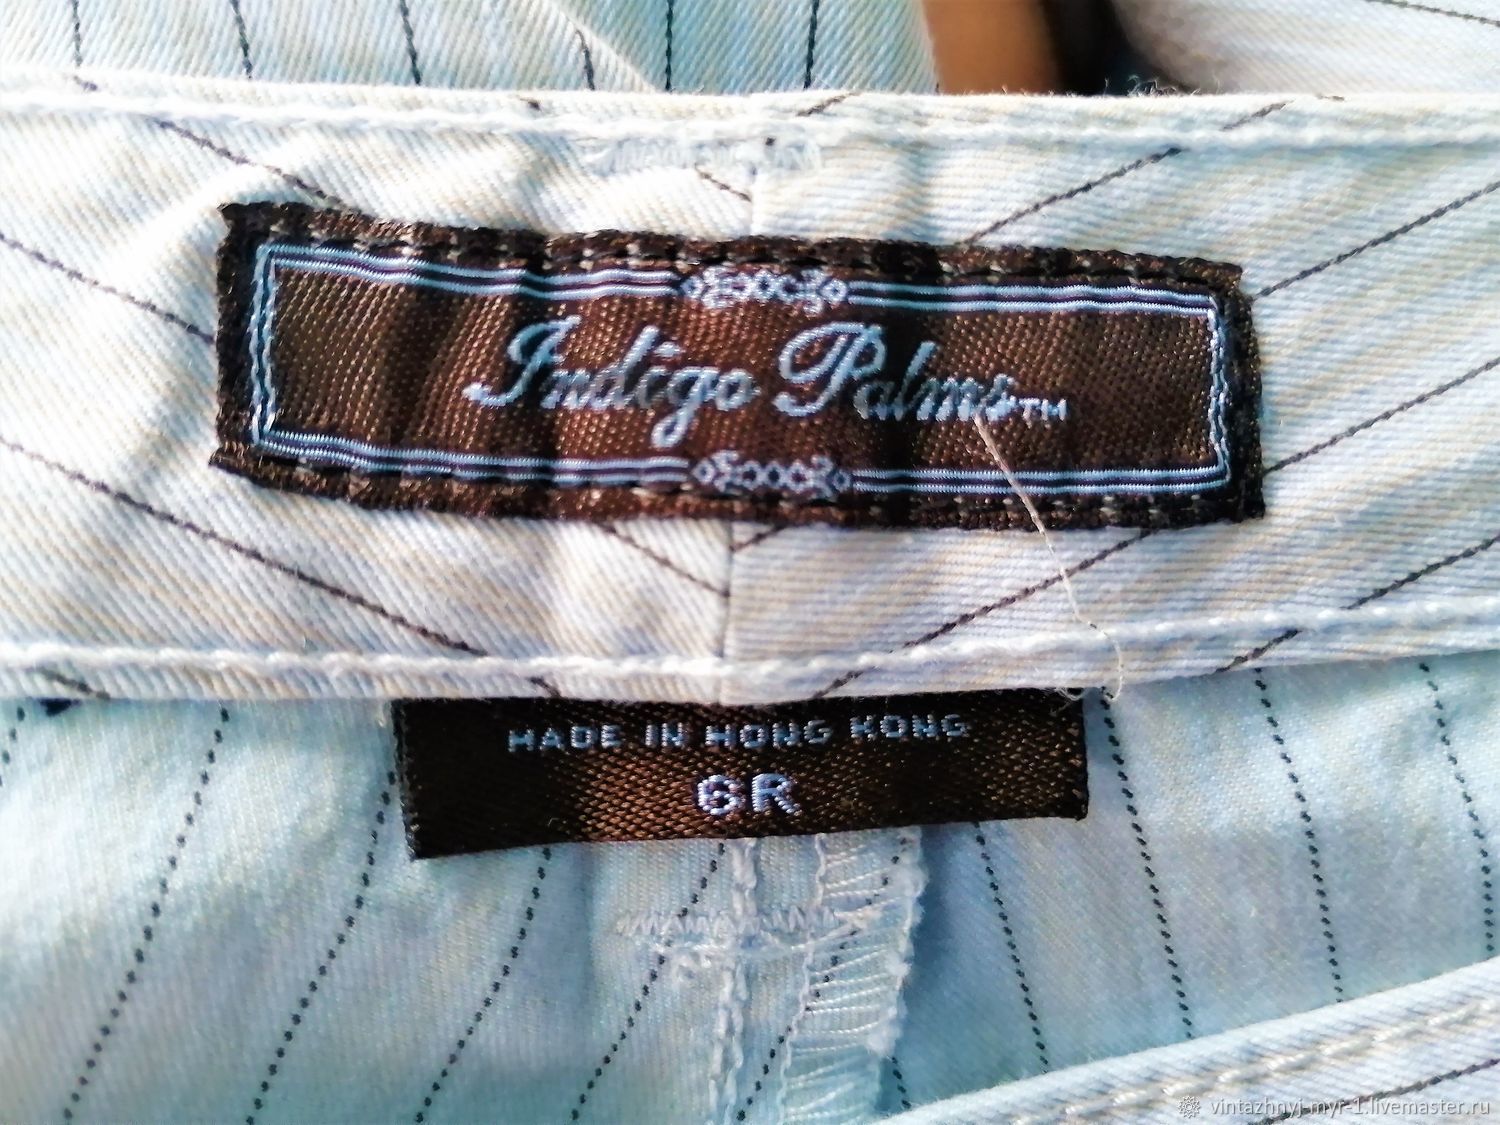 Indigo Palms™
MADE IN HONG KONG
6R
vintazhnyj-myr-1.livemaster.ru